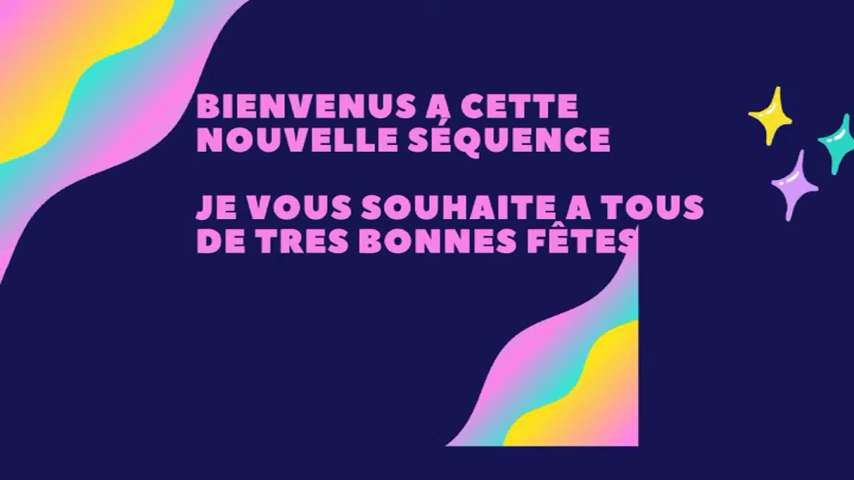 BIENVENUS A CETTE
NOUVELLE SÉQUENCE
JE VOUS SOUHAITE A TOUS
DE TRES BONNES FÊTES